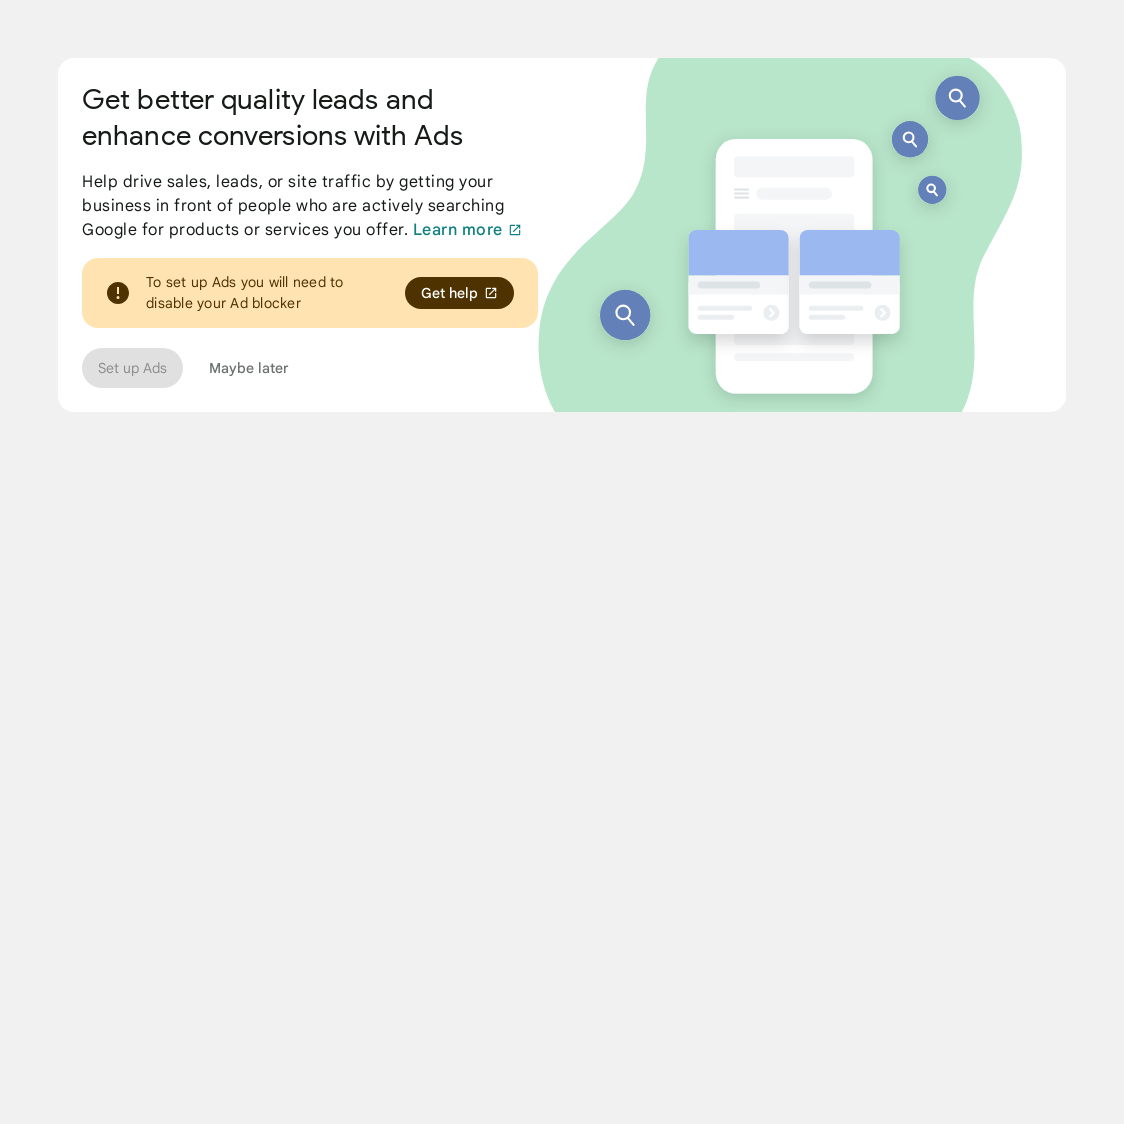 Get better quality leads and
enhance conversions with Ads
Help drive sales, leads, or site traffic by getting your
business in front of people who are actively searching
Google for products or services you offer. Learn more
To set up Ads you will need to
disable your Ad blocker
Get help
Set up Ads
Maybe later